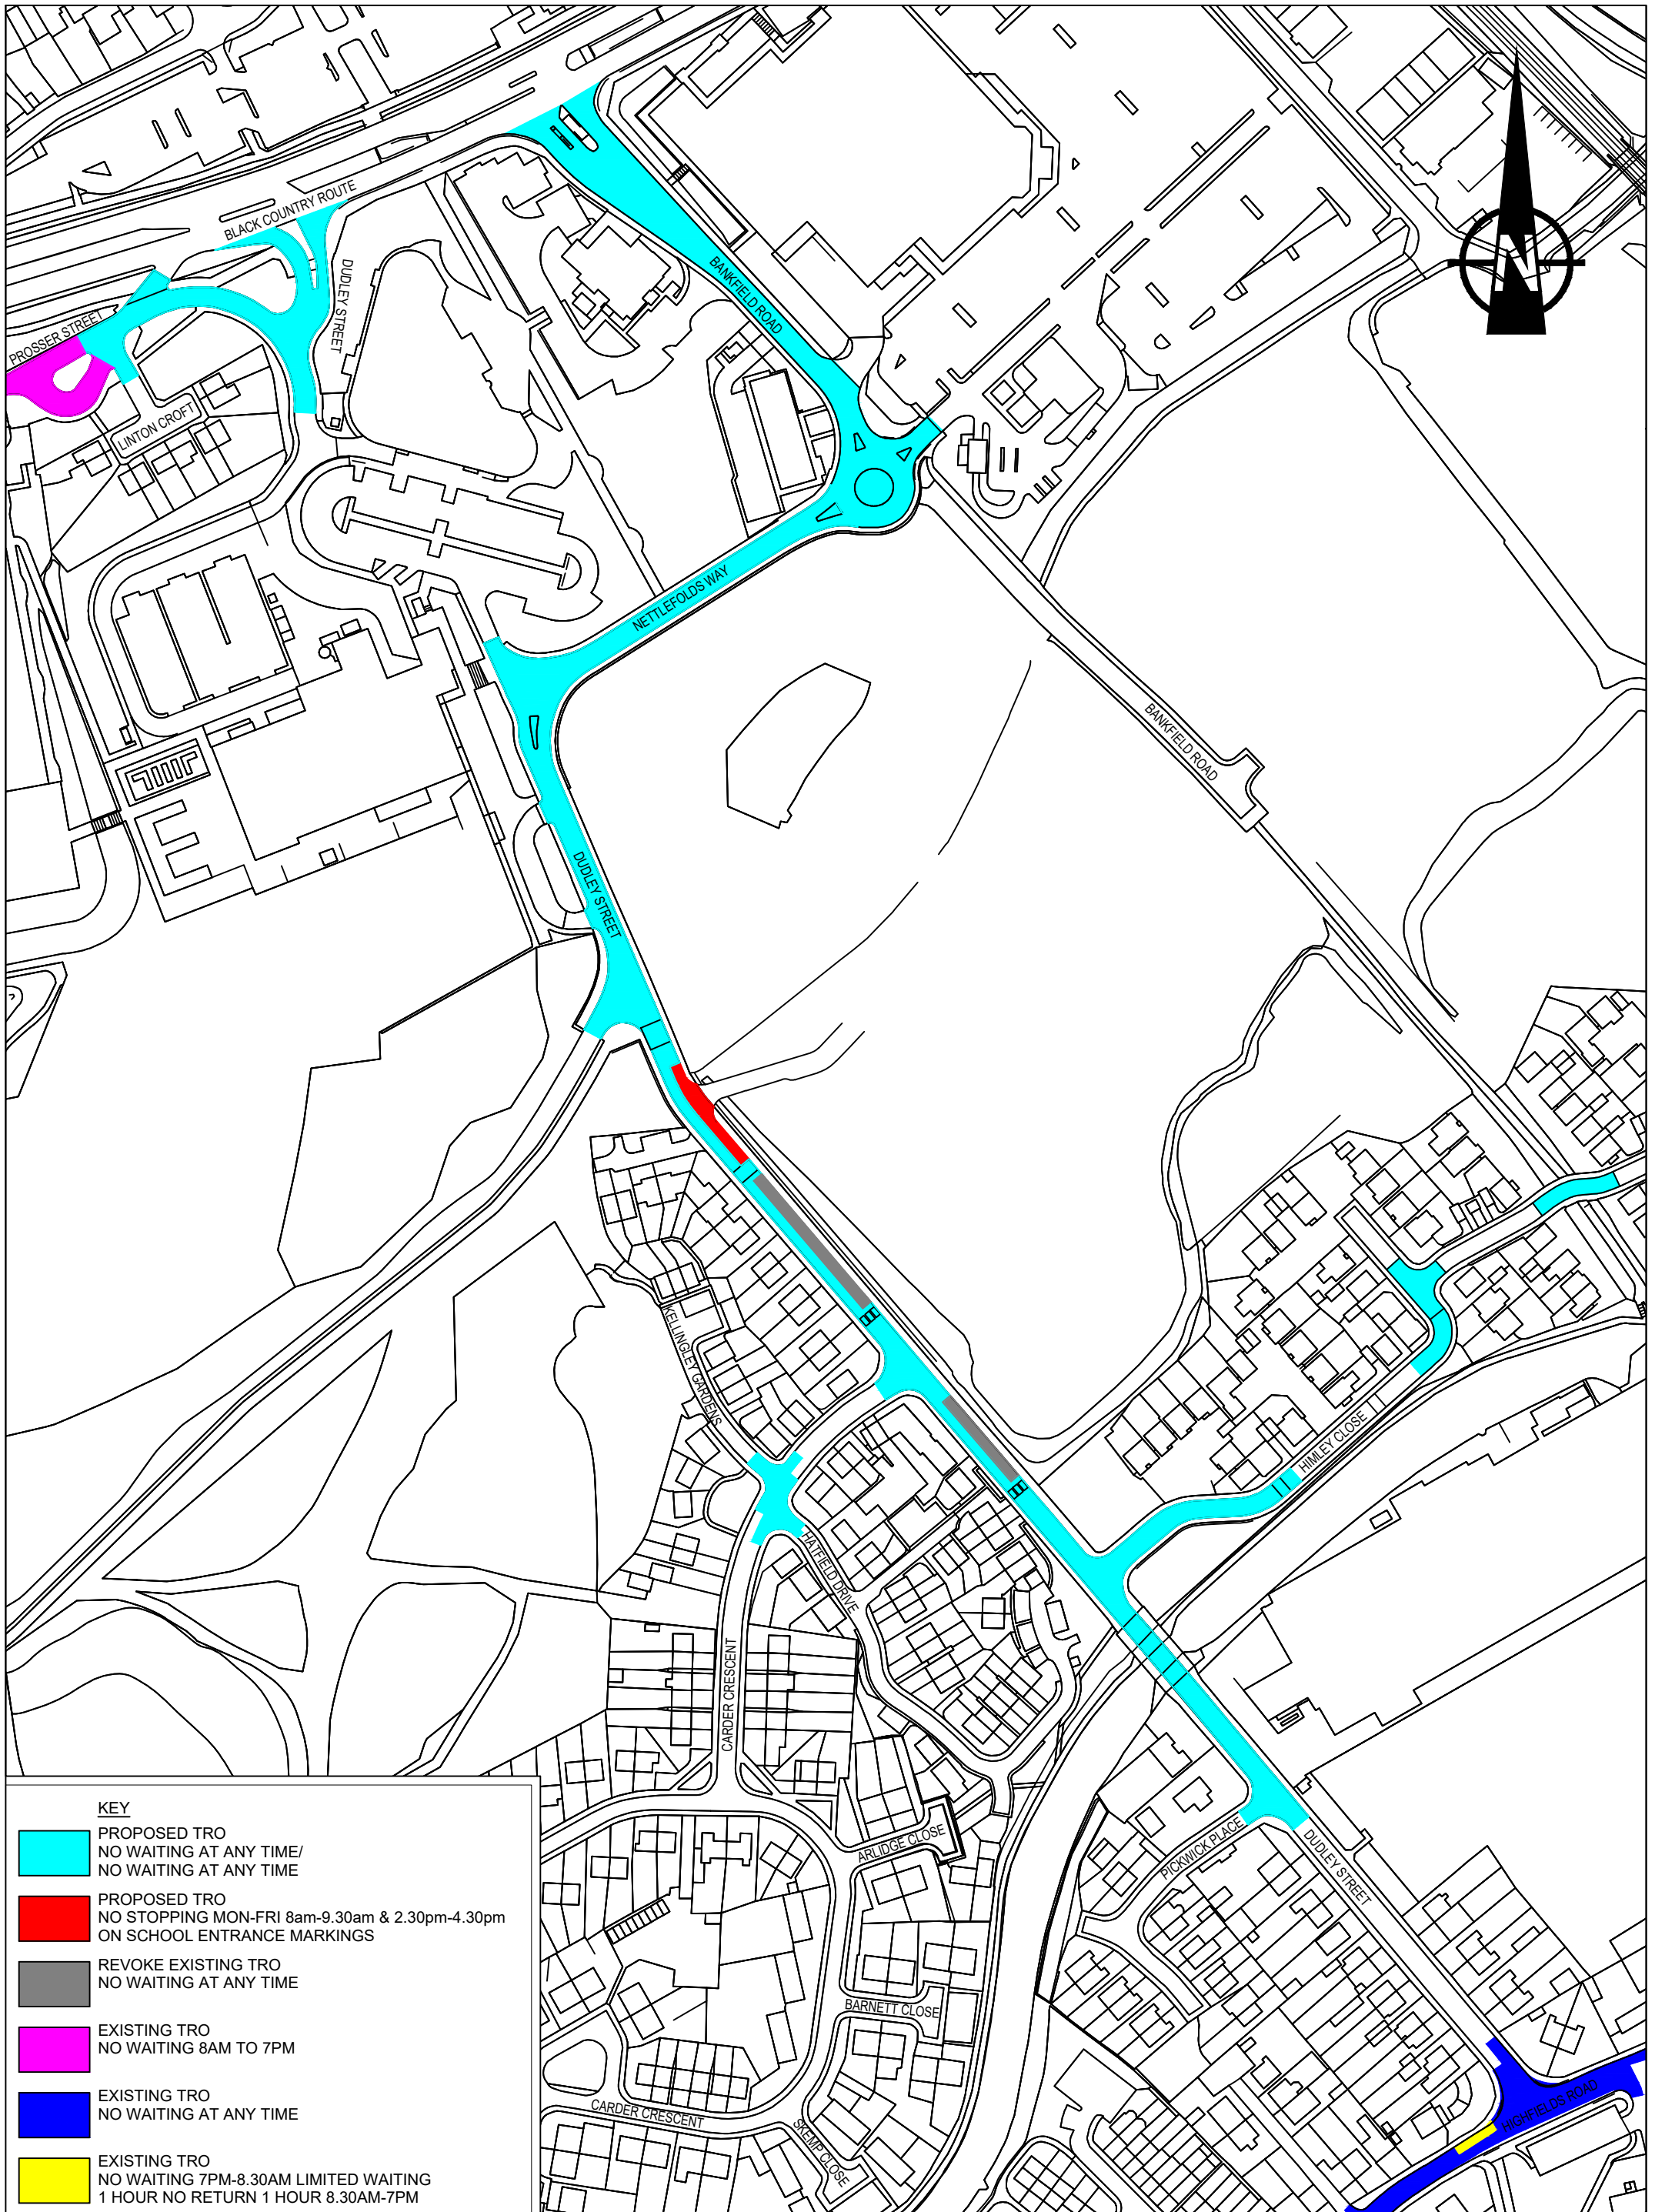 BLACK COUNTRY ROUTE
DUDLEY STREET
BANKFIELD ROAD
N
PROSSER STREET
LINTON CROFT
NETTLEFOLDS WAY
BANKFIELD ROAD
DUDLEY STREET
KELLINGLEY GARDENS
HIMLEY CLOSE
HATFIELD DRIVE
CARDER CRESCENT
ARLIDGE CLOSE
PICKWICK PLACE
DUDLEY STREET
BARNETT CLOSE
CARDER CRESCENT
SKEMP CLOSE
HIGHFIELDS ROAD
KEY
PROPOSED TRO
NO WAITING AT ANY TIME/
NO WAITING AT ANY TIME
PROPOSED TRO
NO STOPPING MON-FRI 8am-9.30am & 2.30pm-4.30pm
ON SCHOOL ENTRANCE MARKINGS
REVOKE EXISTING TRO
NO WAITING AT ANY TIME
EXISTING TRO
NO WAITING 8AM TO 7PM
EXISTING TRO
NO WAITING AT ANY TIME
EXISTING TRO
NO WAITING 7PM-8.30AM LIMITED WAITING
1 HOUR NO RETURN 1 HOUR 8.30AM-7PM